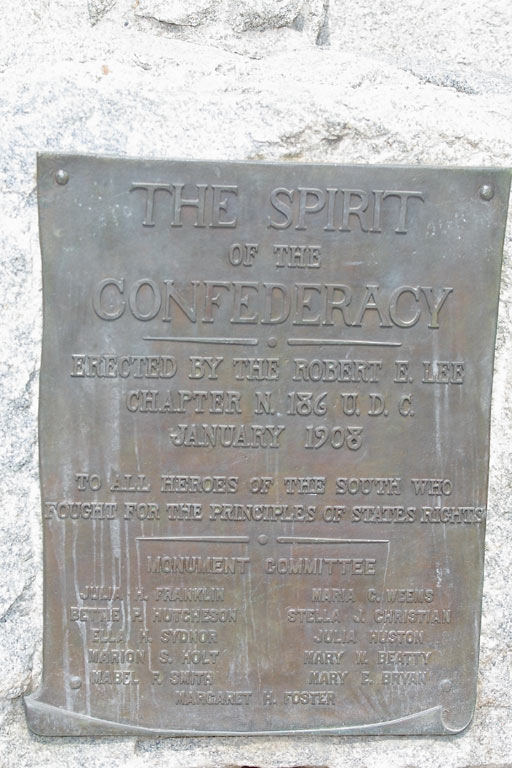 THE SPIRIT
OF THE
CONFEDERACY
ERECTED BY THE ROBERT E. LEE
CHAPTER N. 186 U. D. C.
JANUARY 1908
TO ALL HEROES OF THE SOUTH WHO
FOUGHT FOR THE PRINCIPLES OF STATES RIGHTS
MONUMENT COMMITTEE
JULIA H. FRANKLIN MARIA C. WEEMS
BETTIE P. HUTCHESON STELLA J. CHRISTIAN
ELLA H. SYDNOR JULIA HUSTON
MARION S. HOLT MARY W. BEATTY
MABEL F. SMITH MARY E. BRYAN
MARGARET H. FOSTER